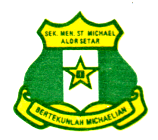 SEK. MEN. ST MICHAEL
ALOR SETAR
BERTEKUNLAH MICHAELIAN